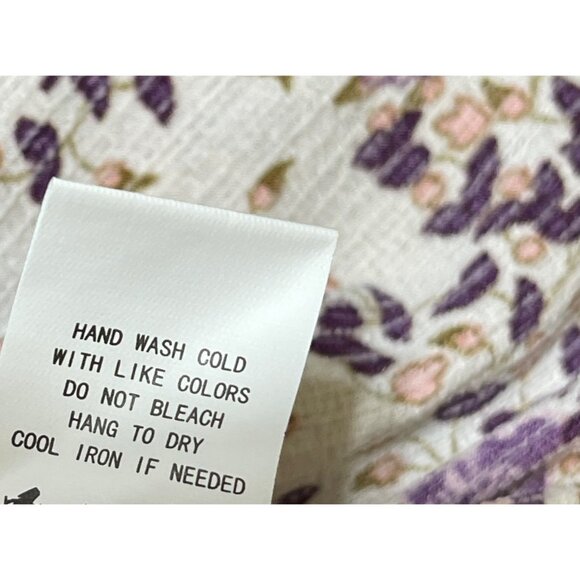 HAND WASH COLD
WITH LIKE COLORS
DO NOT BLEACH
HANG TO DRY
COOL IRON IF NEEDED